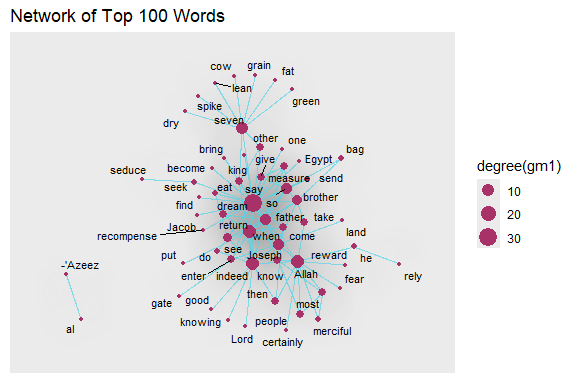 Network of Top 100 Words
cow
grain
fat
lean
green
spike
dry
seven
other
one
bring
give
Egypt
bag
king
measure
send
become
seduce
seek
eat
say
brother
find
dream
so
father
take
Jacob
return
recompense
when
come
land
put
do
see
Joseph
reward
he
-'Azeez
enter
indeed
know
Allah
rely
fear
gate
good
then
most
knowing
people
merciful
al
Lord
certainly
degree(gm1)
10
20
30